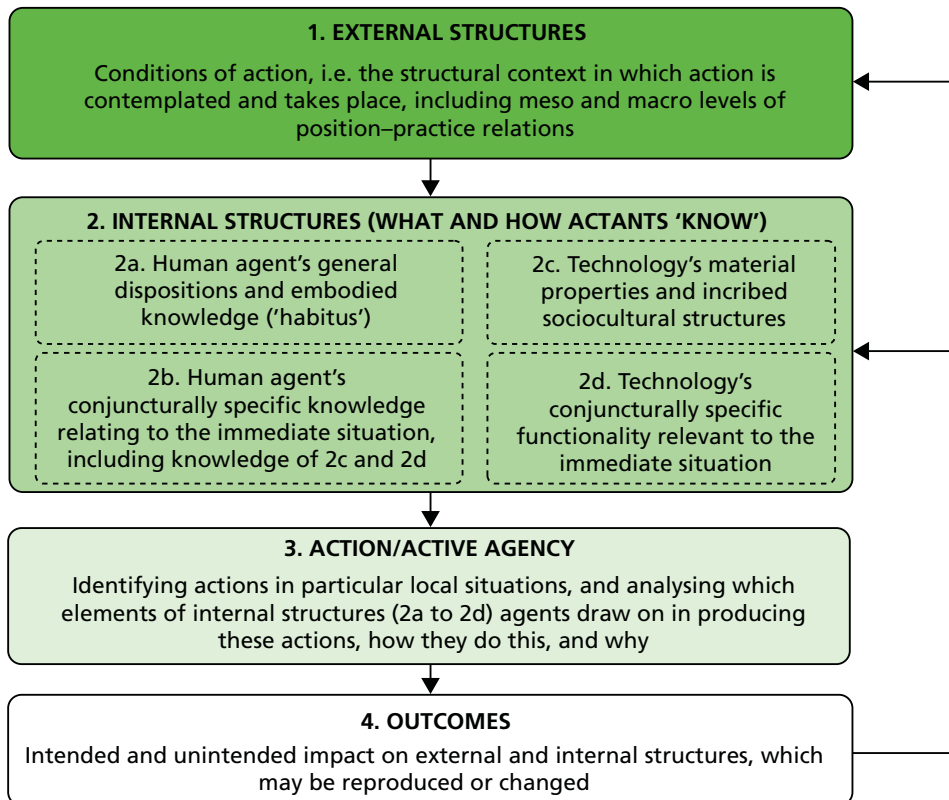 1. EXTERNAL STRUCTURES
Conditions of action, i.e. the structural context in which action is
contemplated and takes place, including meso and macro levels of
position–practice relations
2. INTERNAL STRUCTURES (WHAT AND HOW ACTANTS ‘KNOW’)
2a. Human agent's general
dispositions and embodied
knowledge ('habitus')
2b. Human agent's
conjuncturally specific knowledge
relating to the immediate situation,
including knowledge of 2c and 2d
2c. Technology's material
properties and incribed
sociocultural structures
2d. Technology's
conjuncturally specific
functionality relevant to the
immediate situation
3. ACTION/ACTIVE AGENCY
Identifying actions in particular local situations, and analysing which
elements of internal structures (2a to 2d) agents draw on in producing
these actions, how they do this, and why
4. OUTCOMES
Intended and unintended impact on external and internal structures, which
may be reproduced or changed